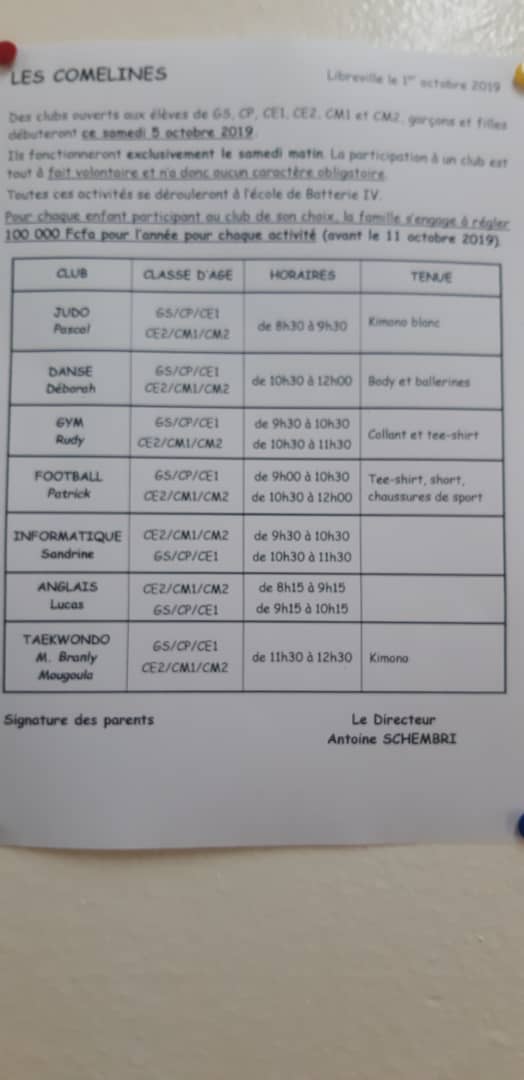 LES COMELINES
Libreville le 1er octobre 2019
Des clubs ouverts aux élèves de GS, CP, CE1, CE2, CM1 et CM2, garçons et filles
débuteront ce samedi 5 octobre 2019.
Ils fonctionneront exclusivement le samedi matin. La participation à un club est
tout à fait volontaire et n'a donc aucun caractère obligatoire.
Toutes ces activités se dérouleront à l'école de Batterie IV.
Pour chaque enfant participant au club de son choix, la famille s'engage à régler
100 000 Fcfa pour l'année pour chaque activité (avant le 11 octobre 2019).
CLUB CLASSE D'AGE HORAIRES TENUE
JUDO GS/CP/CE1
Pascal CE2/CM1/CM2 de 8h30 à 9h30 Kimono blanc
DANSE GS/CP/CE1
Déborah CE2/CM1/CM2 de 10h30 à 12h00 Body et ballerines
GYM GS/CP/CE1 de 9h30 à 10h30
Rudy CE2/CM1/CM2 de 10h30 à 11h30 Collant et tee-shirt
FOOTBALL GS/CP/CE1 de 9h00 à 10h30 Tee-shirt, short,
Patrick CE2/CM1/CM2 de 10h30 à 12h00 chaussures de sport
INFORMATIQUE CE2/CM1/CM2 de 9h30 à 10h30
Sandrine GS/CP/CE1 de 10h30 à 11h30
ANGLAIS CE2/CM1/CM2 de 8h15 à 9h15
Lucas GS/CP/CE1 de 9h15 à 10h15
TAEKWONDO GS/CP/CE1
M. Branly CE2/CM1/CM2 de 11h30 à 12h30 Kimono
Mougoula
Signature des parents Le Directeur
Antoine SCHEMBRI